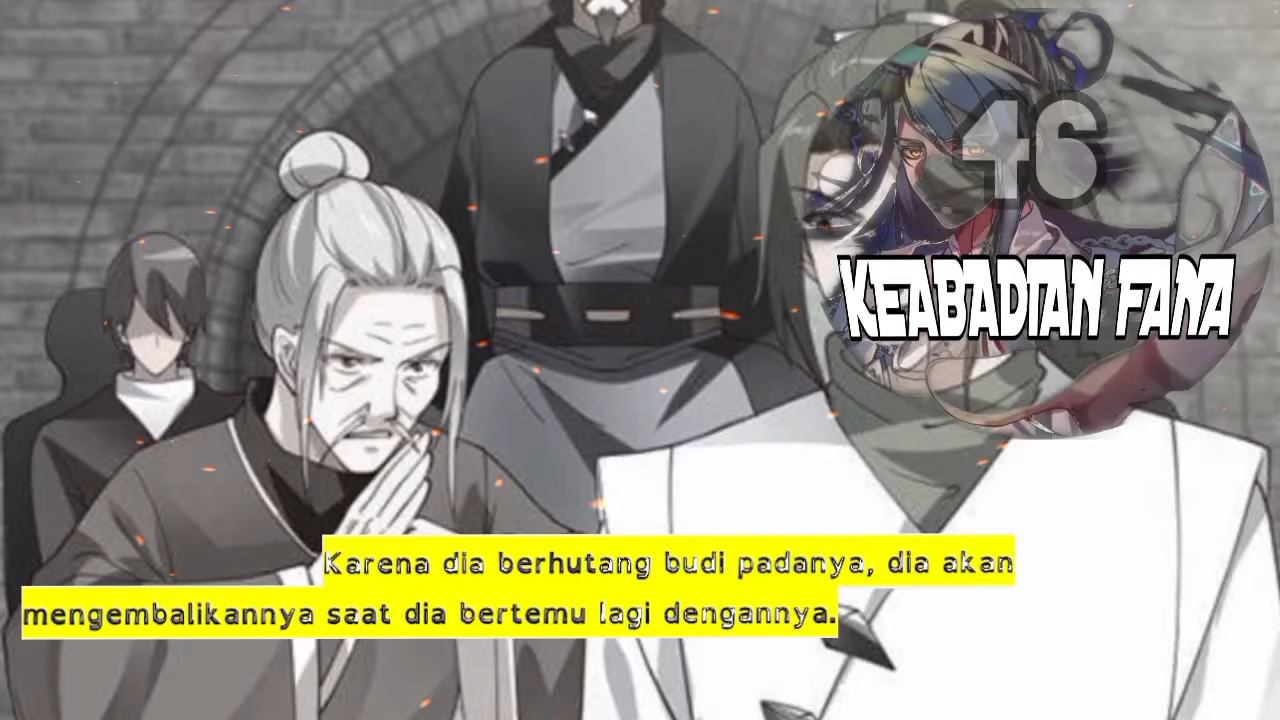 46
KEABADIAN FANA
Karena dia berhutang budi padanya, dia akan
mengembalikannya saat dia bertemu lagi dengannya.